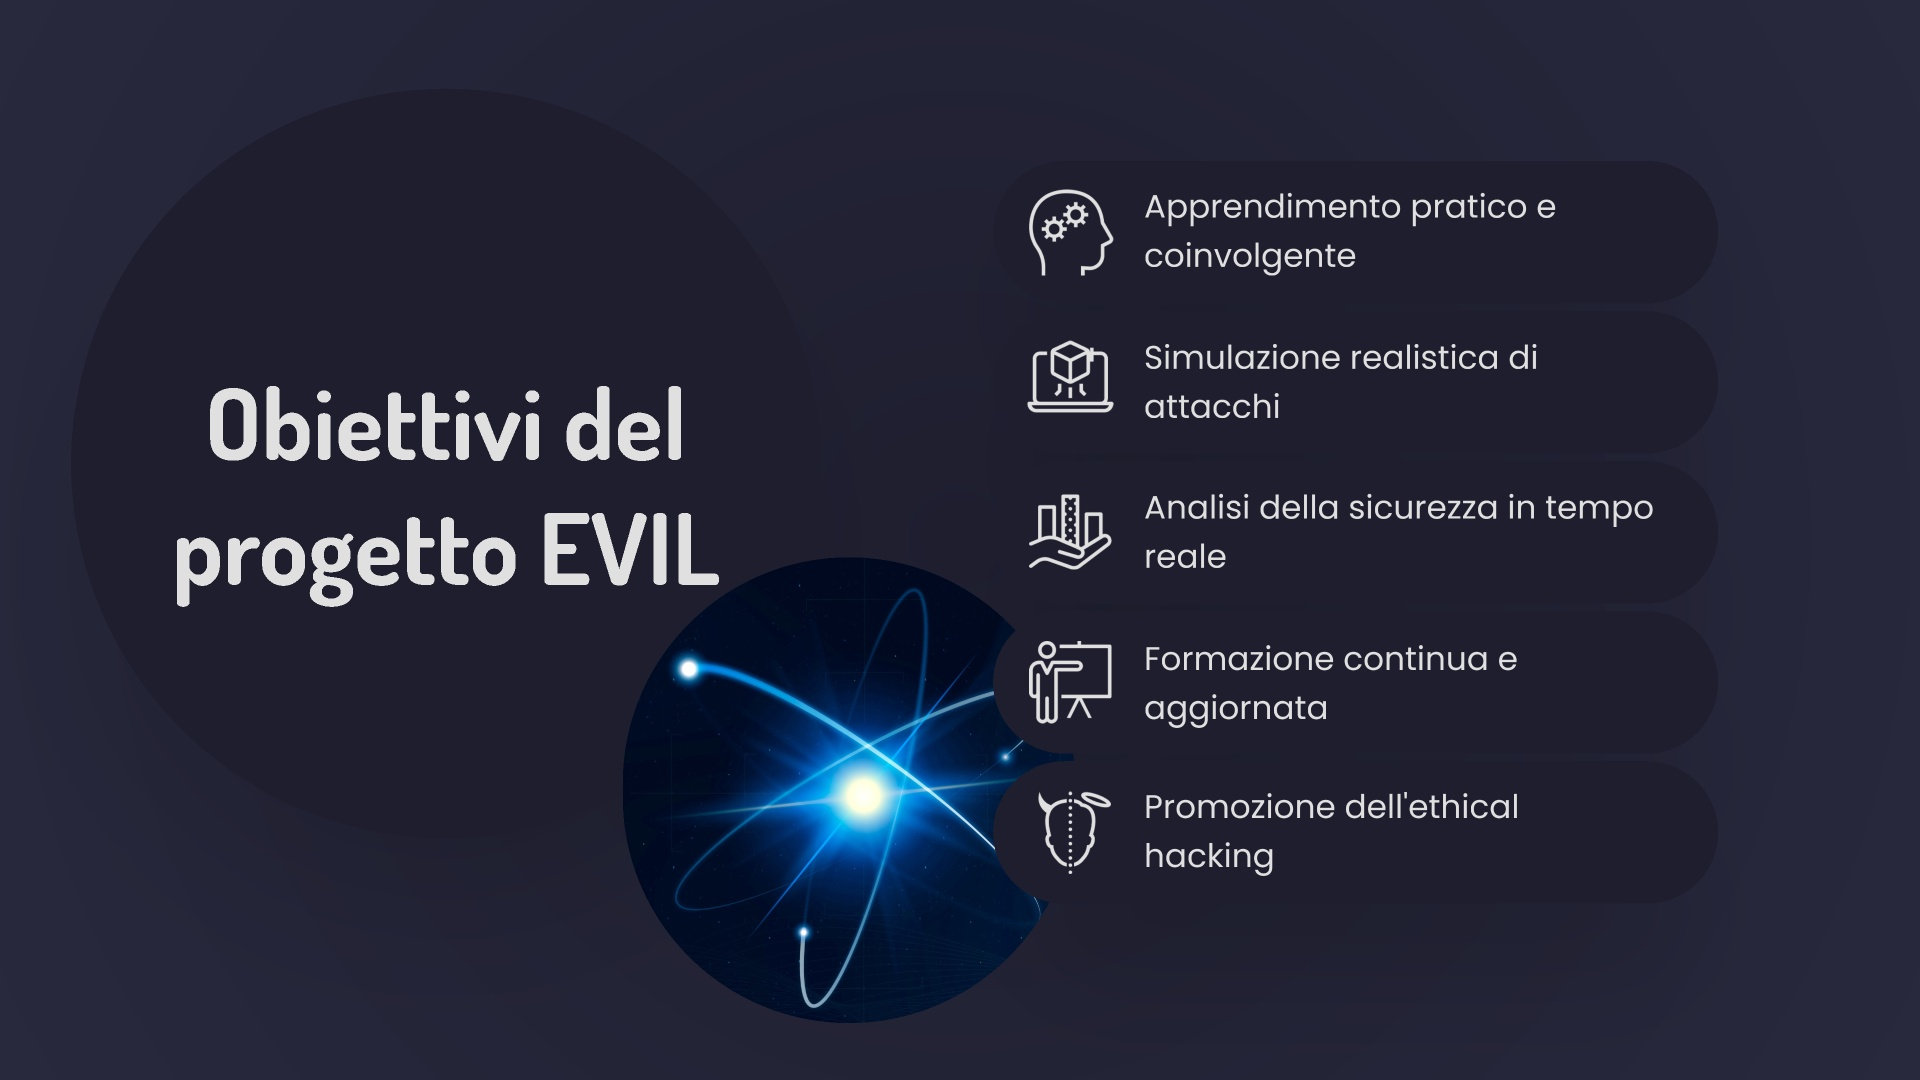 Obiettivi del
progetto EVIL
Apprendimento pratico e
coinvolgente
Simulazione realistica di
attacchi
Analisi della sicurezza in tempo
reale
Formazione continua e
aggiornata
Promozione dell'ethical
hacking